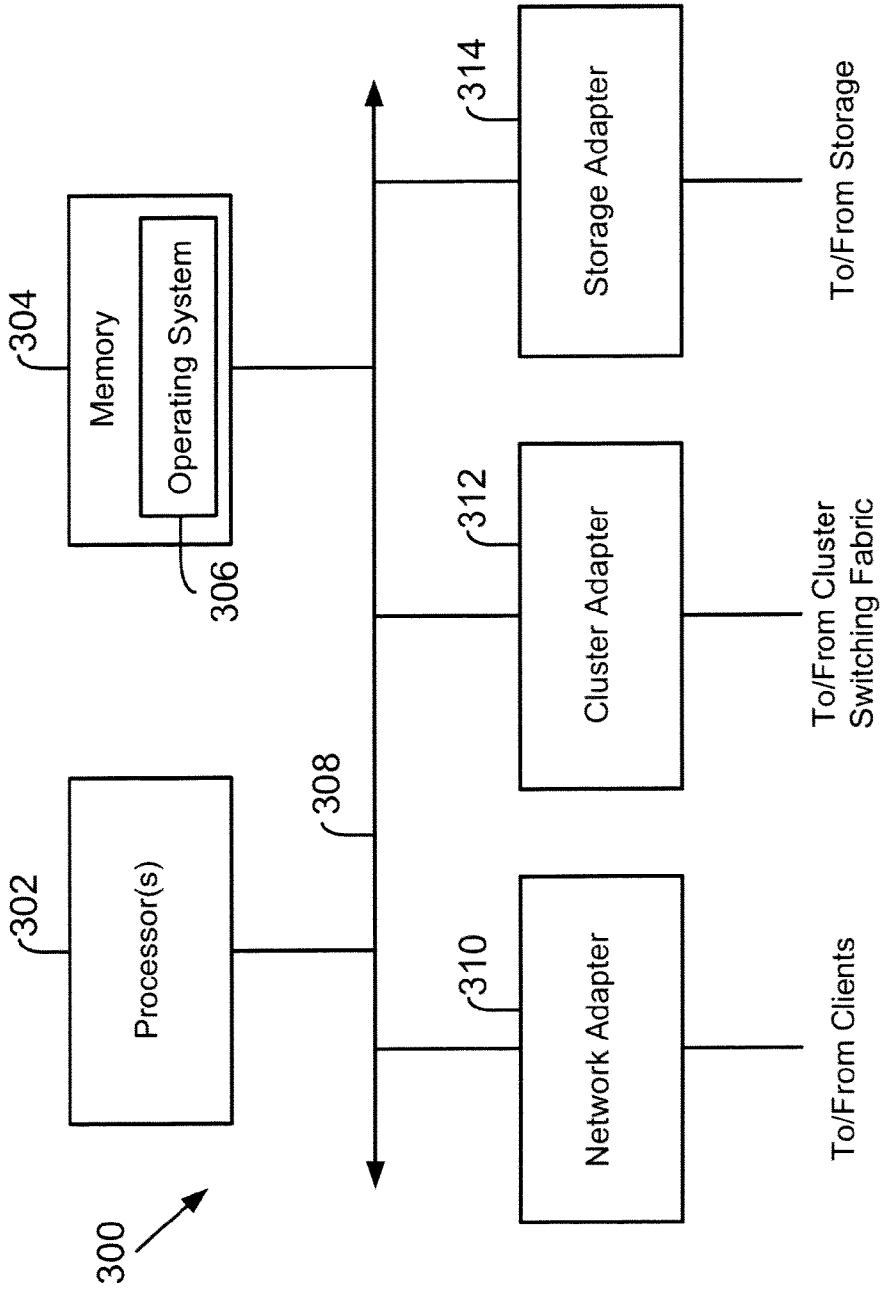 300
302
Processor(s)
304
Memory
Operating System
306
308
310
Network Adapter
To/From Clients
312
Cluster Adapter
To/From Cluster
Switching Fabric
314
Storage Adapter
To/From Storage